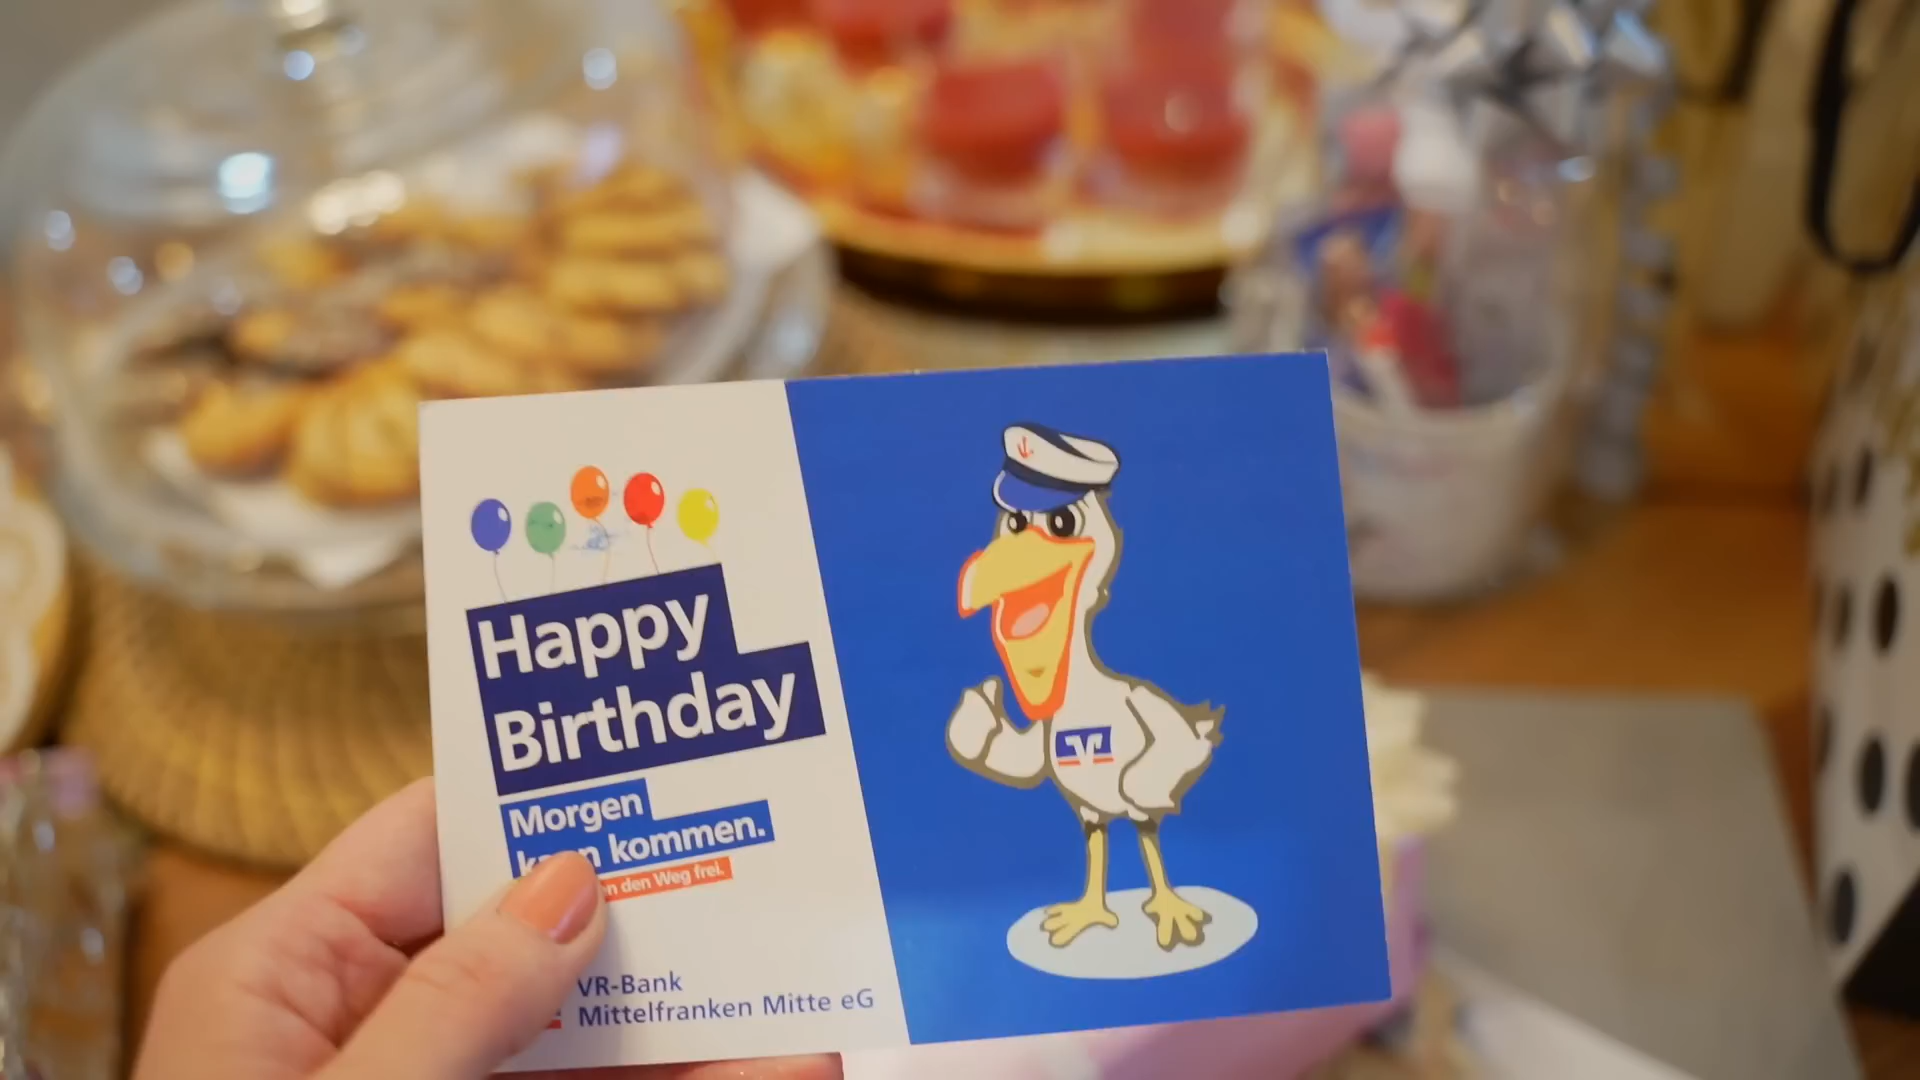 Happy
Birthday
Morgen
kommen.
den Weg frei.
VR-Bank
Mittelfranken Mitte eG